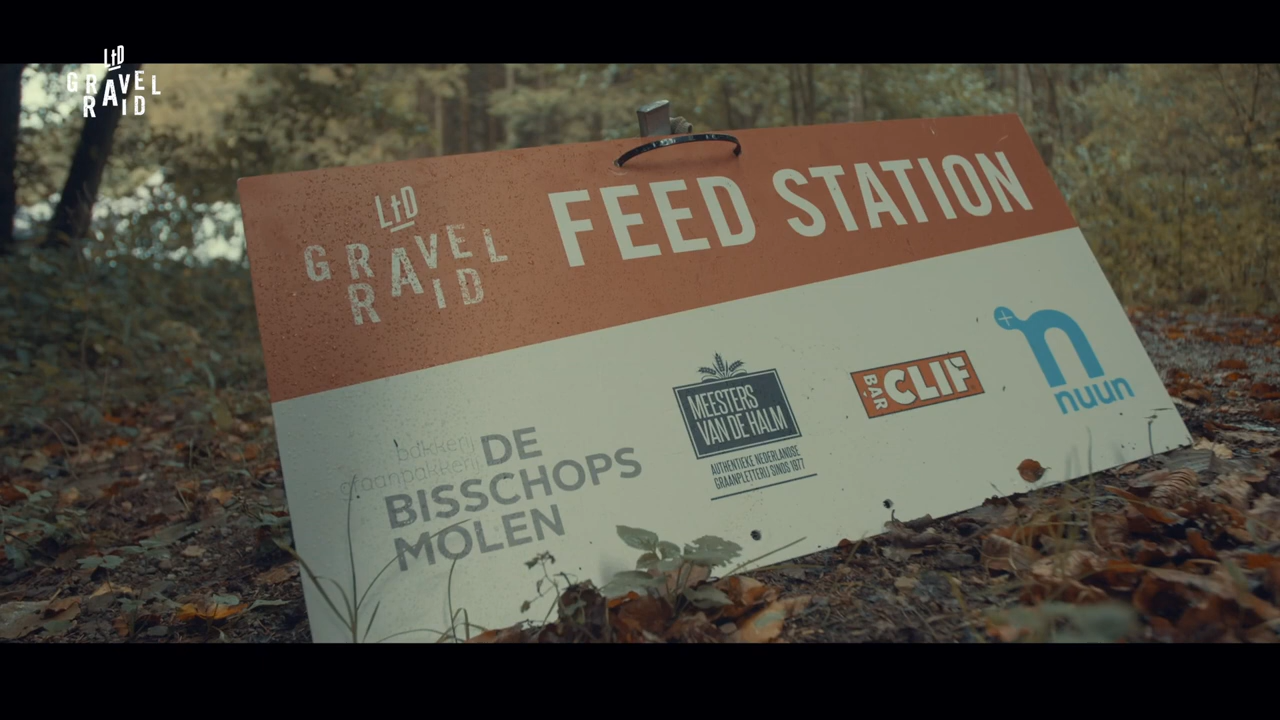 LtD
GRAVEL
RAID
LtD
GRAVEL
RAID
FEED STATION
bakkerij
graanpakkerij
DE
BISSCHOPS
MOLEN
MEESTERS
VAN DE HALM
AUTHENTIEKE NEDERLANDSE
GRAANPLETTERIJ SINDS 1977
CLIF
BAR
nuun